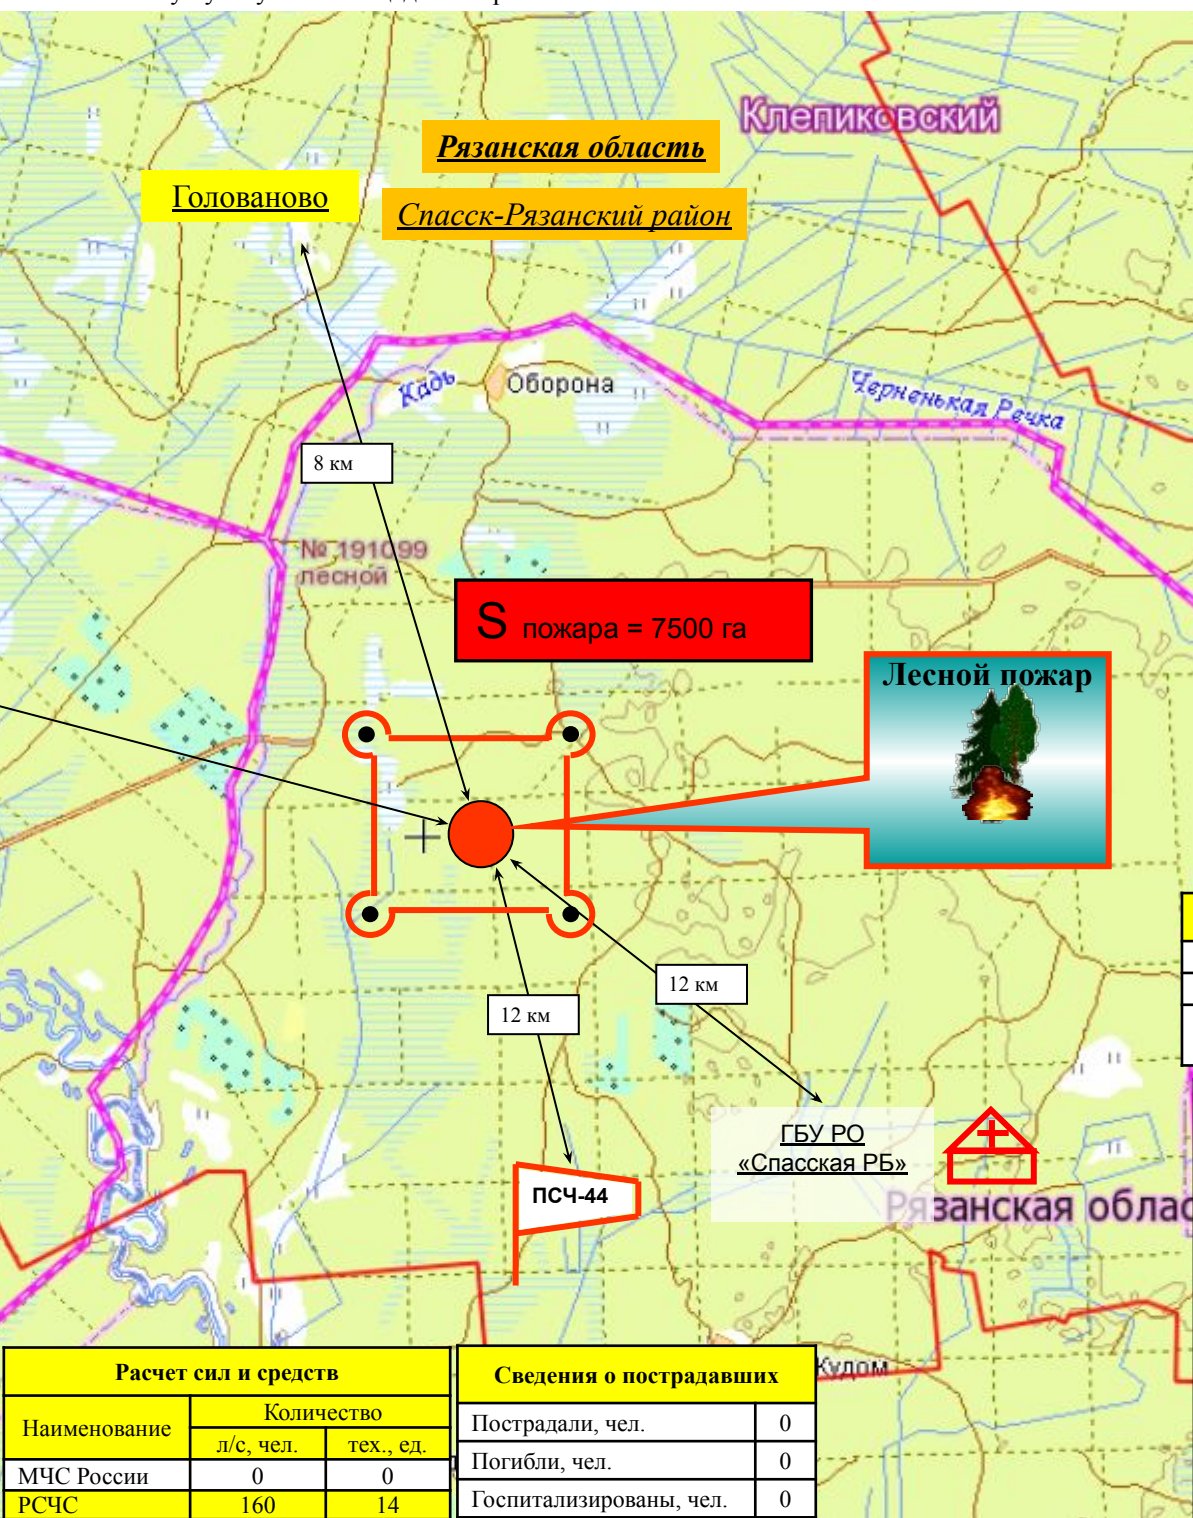 Клепиковский
Рязанская область
Голованово
Спасск-Рязанский район
Кадь
Оборона
Черненькая Речка
8 км
№ 191099
лесной
S пожара = 7500 га
Лесной пожар
12 км
12 км
ГБУ РО
«Спасская РБ»
ПСЧ-44
Рязанская облас
Кудом
Расчет сил и средств
Наименование
Количество
л/с, чел.
тех., ед.
МЧС России 0 0
РСЧС 160 14
Сведения о пострадавших
Пострадали, чел. 0
Погибли, чел. 0
Госпитализированы, чел. 0